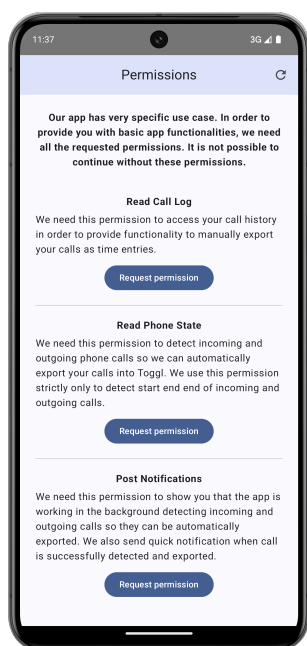 11:37
3G
Permissions
Our app has very specific use case. In order to
provide you with basic app functionalities, we need
all the requested permissions. It is not possible to
continue without these permissions.
Read Call Log
We need this permission to access your call history
in order to provide functionality to manually export
your calls as time entries.
Request permission
Read Phone State
We need this permission to detect incoming and
outgoing phone calls so we can automatically
export your calls into Toggl. We use this permission
strictly only to detect start end end of incoming and
outgoing calls.
Request permission
Post Notifications
We need this permission to show you that the app is
working in the background detecting incoming and
outgoing calls so they can be automatically
exported. We also send quick notification when call
is successfully detected and exported.
Request permission